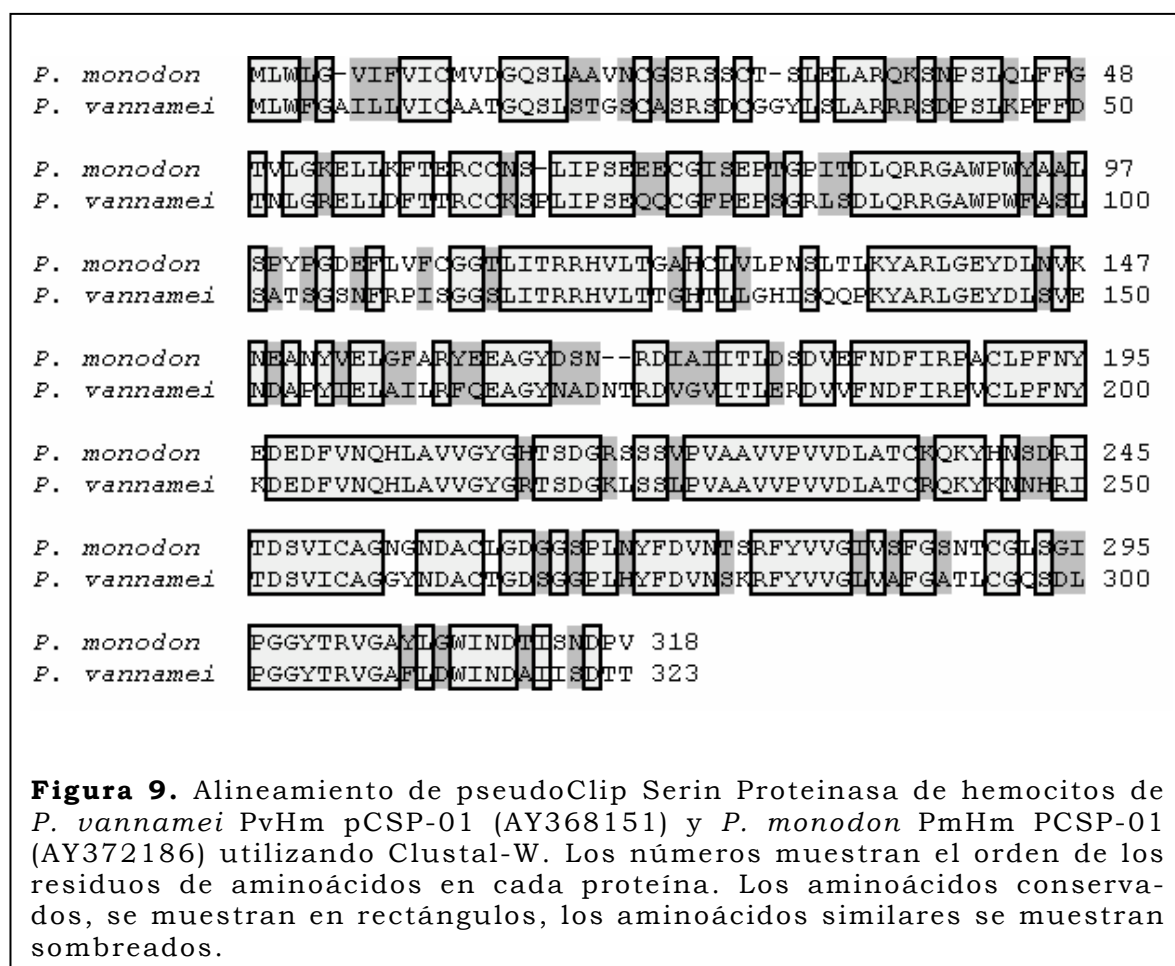 P. monodon MLWLG-VIFVICMVDGQSLAAVNCGSRSSCT-SLELARQKSNPSLQLFFG 48
P. vannamei MLWFGAILLVICAATGQSLSTGSCASRSDCGGYLSLARRRSDPSLKPFFD 50
P. monodon TVLGKELLKFTERCCNS-LIPSEEECGISEPTGPITDLQRRGAWPWYAAL 97
P. vannamei TNLGRELLDFTTRCCKSPLIPSEQQCGFPEPSGRLSDLQRRGAWPWFASL 100
P. monodon SPYPGDEFLVFCGGTLITRRHVLTGAHCLVLPNSLTLKYARLGEYDLNVK 147
P. vannamei SATSGSNFRPISGGSLITRRHVLTTGHTLLGHISQQPKYARLGEYDLSVE 150
P. monodon NEANYVELGFARYEEAGYDSN--RDIAIITLDSDVEFNDFIRPACLPFNY 195
P. vannamei NDAPYIELAILRFQEAGYNADNTRDVGVITLERDVVFNDFIRPVCLPFNY 200
P. monodon EDEDFVNQHLAVVGYGHTSDGRSSSVPVAAVVPVVDLATCKQKYHNSDRI 245
P. vannamei KDEDFVNQHLAVVGYGRTSDGKLSSLPVAAVVPVVDLATCRQKYKNNHRI 250
P. monodon TDSVICAGNGNDACLGDGGSPLNYFDVNTSRFYVVGIVSFGSNTCGLSGI 295
P. vannamei TDSVICAGGYNDACTGDSGGPLHYFDVNSKRFYVVGLVAFGATLCGQSDL 300
P. monodon PGGYTRVGAYLGWINDTISNDPV 318
P. vannamei PGGYTRVGAFLDWINDAIISDTT 323
Figura 9. Alineamiento de pseudoClip Serin Proteinasa de hemocitos de
P. vannamei PvHm pCSP-01 (AY368151) y P. monodon PmHm PCSP-01
(AY372186) utilizando Clustal-W. Los números muestran el orden de los
residuos de aminoácidos en cada proteína. Los aminoácidos conserva-
dos, se muestran en rectángulos, los aminoácidos similares se muestran
sombreados.